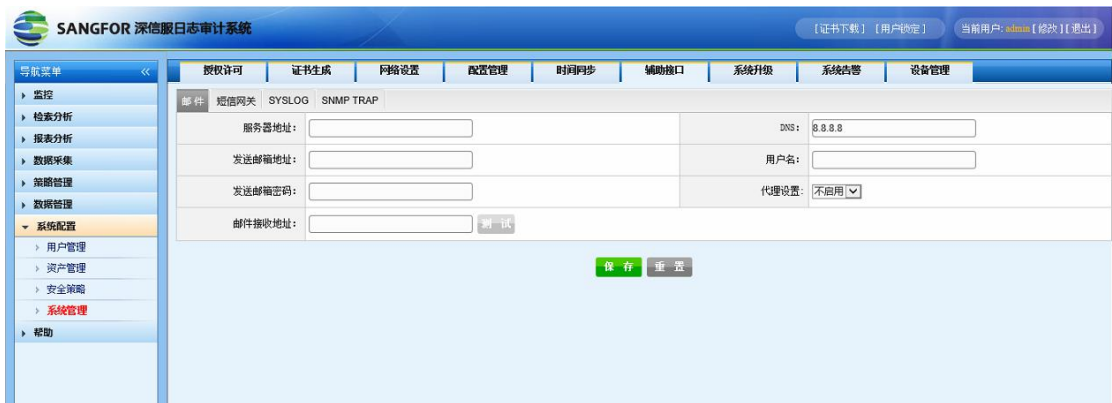 SANGFOR 深信服日志审计系统
[证书下载] [用户锁定] 当前用户: admin [修改] [退出]
导航菜单 «
监控
检索分析
报表分析
数据采集
策略管理
数据管理
系统配置
用户管理
资产管理
安全策略
系统管理
帮助
授权许可 证书生成 网络设置 配置管理 时间同步 辅助接口 系统升级 系统告警 设备管理
邮件 短信网关 SYSLOG SNMP TRAP
服务器地址: DNS: 8.8.8.8
发送邮箱地址: 用户名:
发送邮箱密码: 代理设置: 不启用
邮件接收地址: 测 试
保 存 重 置